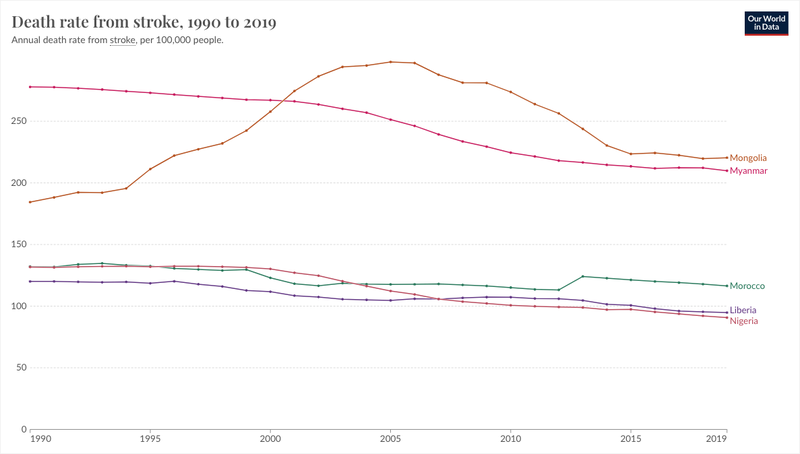 Death rate from stroke, 1990 to 2019
Annual death rate from stroke, per 100,000 people.
Our World
in Data
250
200
150
100
50
0
Mongolia
Myanmar
Morocco
Liberia
Nigeria
1990
1995
2000
2005
2010
2015
2019